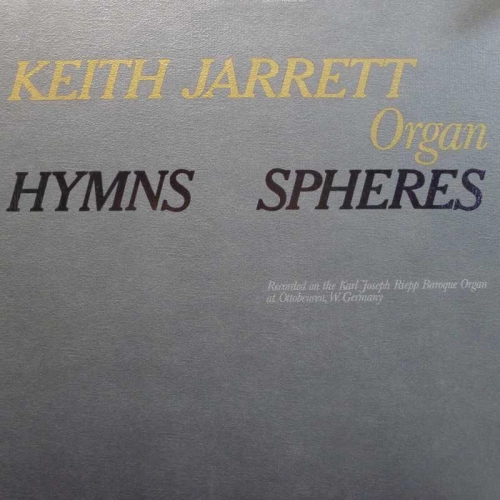 KEITH JARRETT
Organ
HYMNS SPHERES
Recorded on the Karl Joseph Riepp Baroque Organ
at Ottobeuren, W. Germany